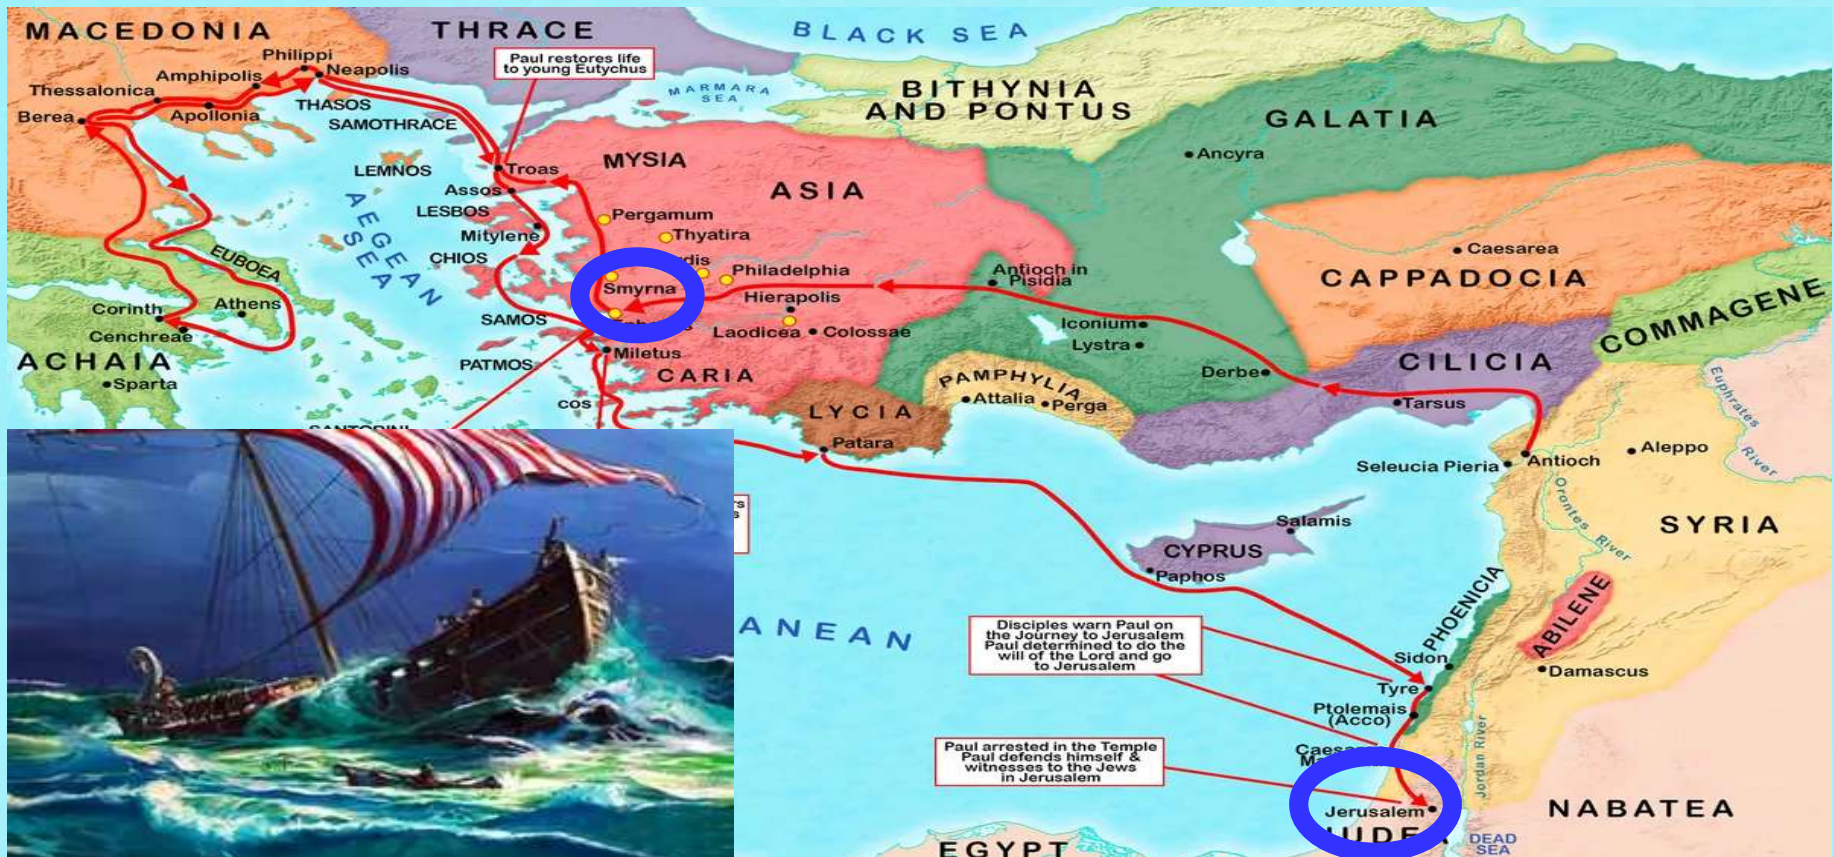 MACEDONIA
THRACE
BLACK SEA
Philippi
Neapolis
Amphipolis
Thessalonica
Berea
Apollonia
THASOS
SAMOTHRACE
Paul restores life
to young Eutychus
MARMARA
SEA
BITHYNIA
AND PONTUS
GALATIA
Ancyra
LEMNOS
Troas
MYSIA
ASIA
Assos
LESBOS
Mitylene
AEGEAN
SEA
Pergamum
Thyatira
CHIOS
EUBOEA
Smyrna
Philadelphia
Hierapolis
Antioch in
Pisidia
Caesarea
CAPPADOCIA
COMMAGENE
Corinth
Athens
Cenchreae
SAMOS
Laodicea
Colossae
Iconium
Lystra
ACHAIA
Sparta
PATMOS
Miletus
CARIA
Derbe
CILICIA
Tarsus
PAMPHYLIA
Attalia
Perga
cos
LYCIA
Patara
Euphrates
River
Seleucia Pieria
Antioch
Aleppo
Orontes
River
SYRIA
Salamis
CYPRUS
Paphos
PHOENICIA
ABILENE
ANEAN
Disciples warn Paul on
the Journey to Jerusalem
Paul determined to do the
will of the Lord and go
to Jerusalem
Sidon
Tyre
Damascus
Ptolemais
(Acco)
Jordan River
Paul arrested in the Temple
Paul defends himself &
witnesses to the Jews
in Jerusalem
Jerusalem
NABATEA
DEAD
SEA
EGYPT